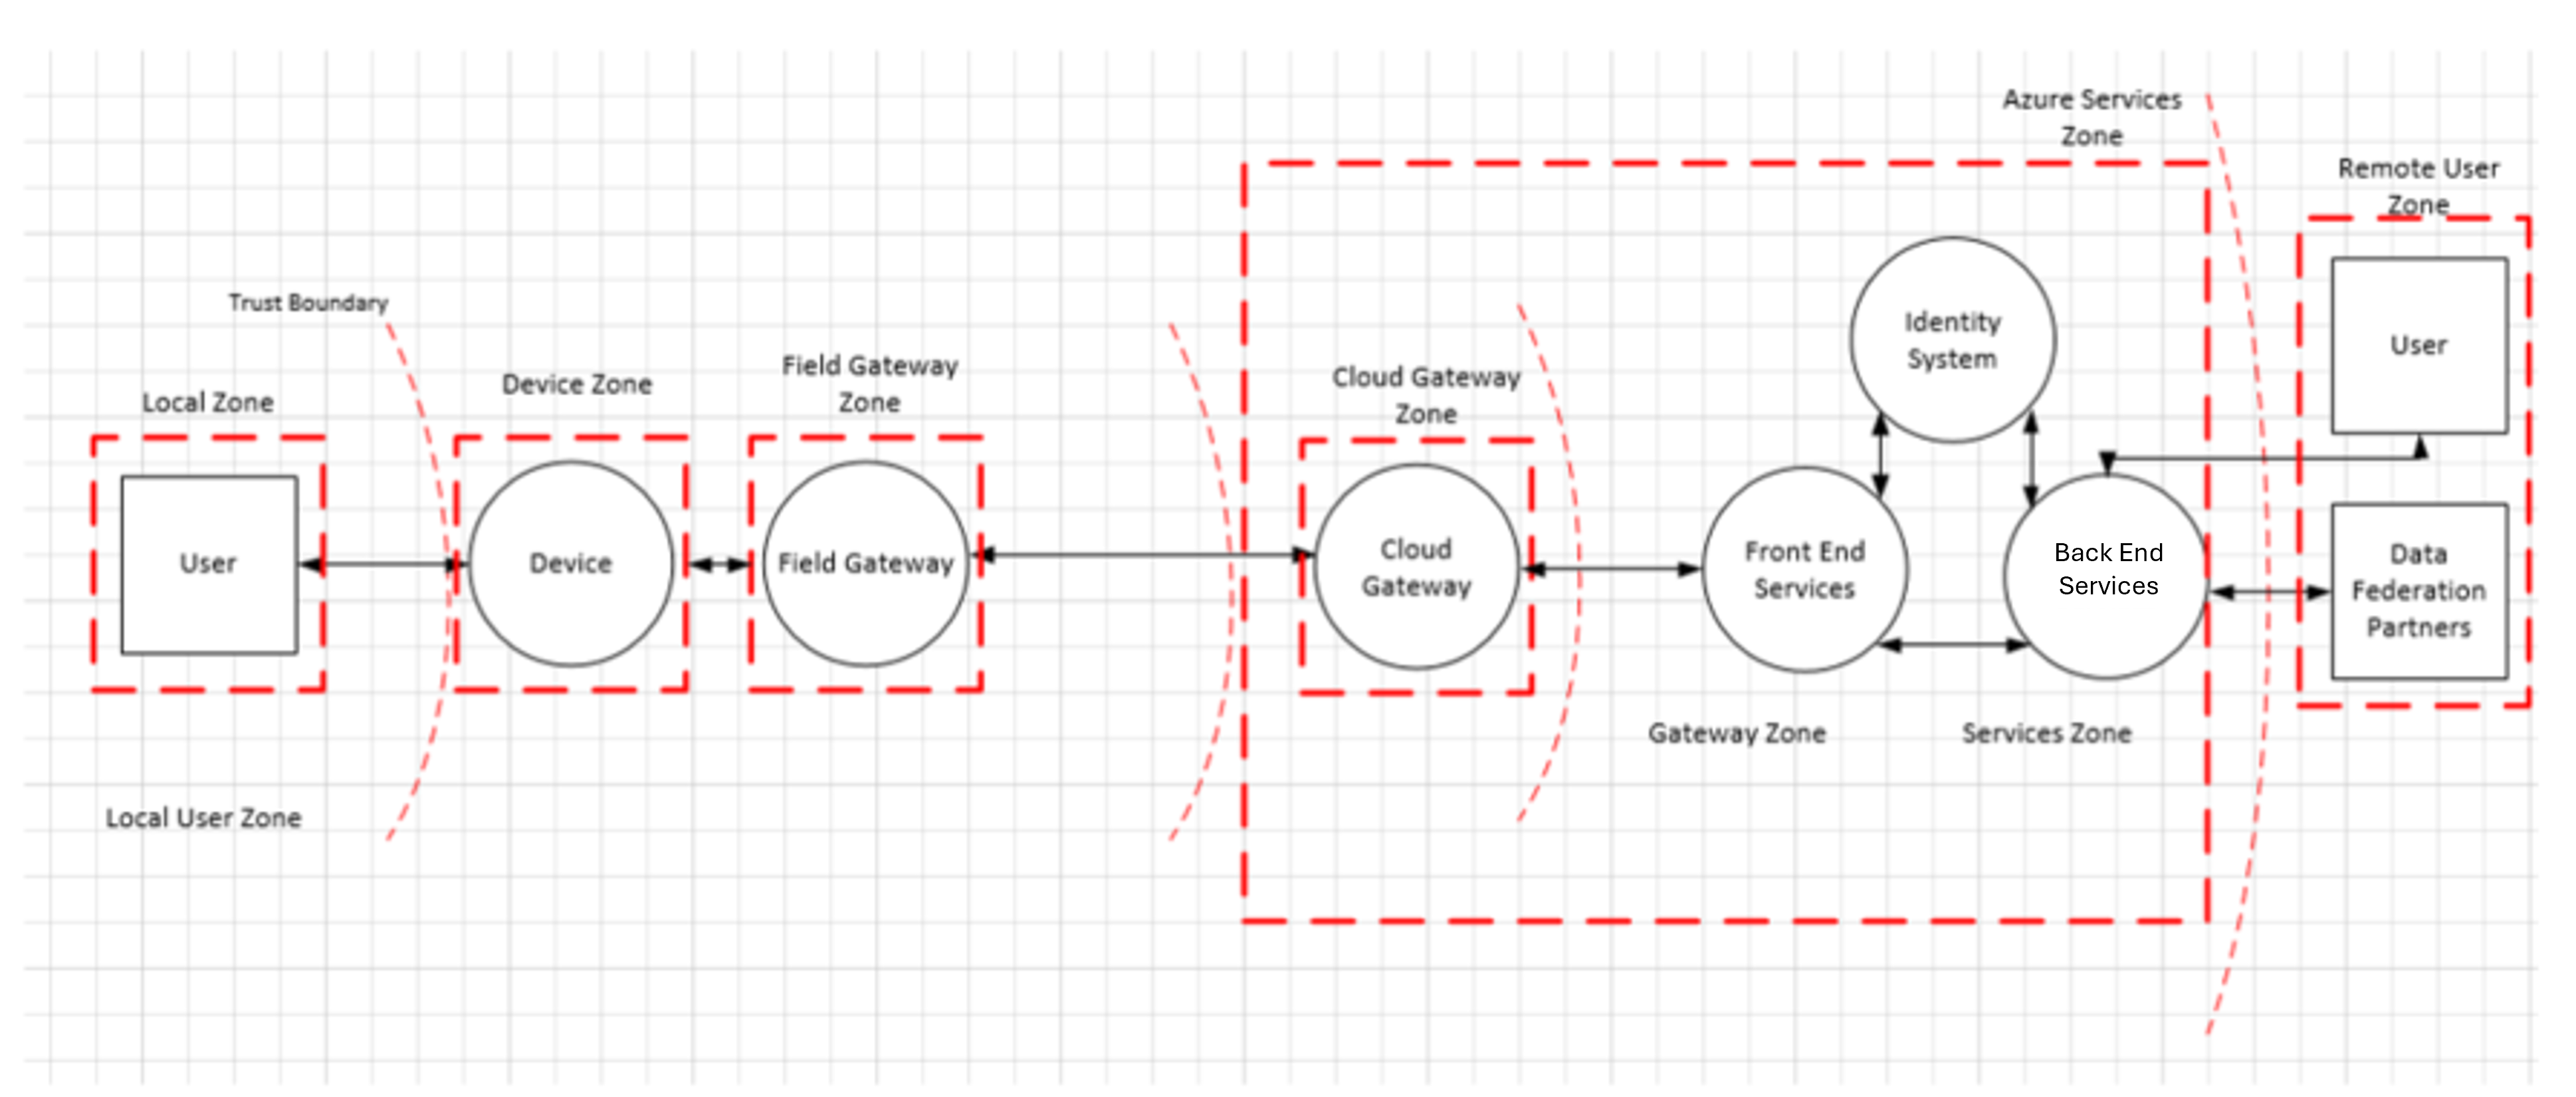 Azure Services
Zone
Remote User
Zone
Trust Boundary
Local Zone
Device Zone
Field Gateway
Zone
Cloud Gateway
Zone
Identity
System
User
User
Device
Field Gateway
Cloud
Gateway
Front End
Services
Back End
Services
Data
Federation
Partners
Gateway Zone
Services Zone
Local User Zone